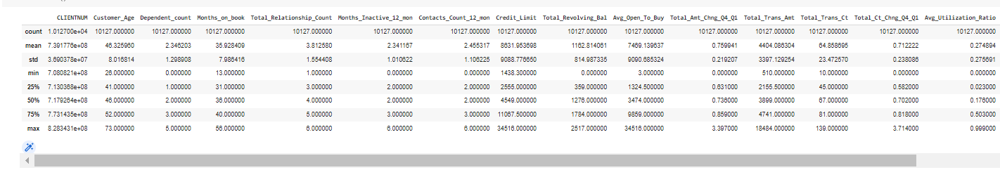 CLIENTNUM Customer_Age Dependent_count Months_on_book Total_Relationship_Count Months_Inactive_12_mon Contacts_Count_12_mon Credit_Limit Total_Revolving_Bal Avg_Open_To_Buy Total_Amt_Chng_Q4_Q1 Total_Trans_Amt Total_Trans_Ct Total_Ct_Chng_Q4_Q1 Avg_Utilization_Ratio
count 1.012700e+04 10127.000000 10127.000000 10127.000000 10127.000000 10127.000000 10127.000000 10127.000000 10127.000000 10127.000000 10127.000000 10127.000000 10127.000000 10127.000000 10127.000000
mean 7.391776e+08 46.325960 2.346203 35.928409 3.812580 2.341167 2.455317 8631.953698 1162.814061 7469.139637 0.759941 4404.086304 64.858695 0.712222 0.274894
std 3.690378e+07 8.016814 1.298908 7.986416 1.554408 1.010622 1.106225 9088.776650 814.987335 9090.685324 0.219207 3397.129254 23.472570 0.238086 0.275691
min 7.080821e+08 26.000000 0.000000 13.000000 1.000000 0.000000 0.000000 1438.300000 0.000000 3.000000 0.000000 510.000000 10.000000 0.000000 0.000000
25% 7.130368e+08 41.000000 1.000000 31.000000 3.000000 2.000000 2.000000 2555.000000 359.000000 1324.500000 0.631000 2155.500000 45.000000 0.582000 0.023000
50% 7.179264e+08 46.000000 2.000000 36.000000 4.000000 2.000000 2.000000 4549.000000 1276.000000 3474.000000 0.736000 3899.000000 67.000000 0.702000 0.176000
75% 7.731435e+08 52.000000 3.000000 40.000000 5.000000 3.000000 3.000000 11067.500000 1784.000000 9859.000000 0.859000 4741.000000 81.000000 0.818000 0.503000
max 8.283431e+08 73.000000 5.000000 56.000000 6.000000 6.000000 6.000000 34516.000000 2517.000000 34516.000000 3.397000 18484.000000 139.000000 3.714000 0.999000